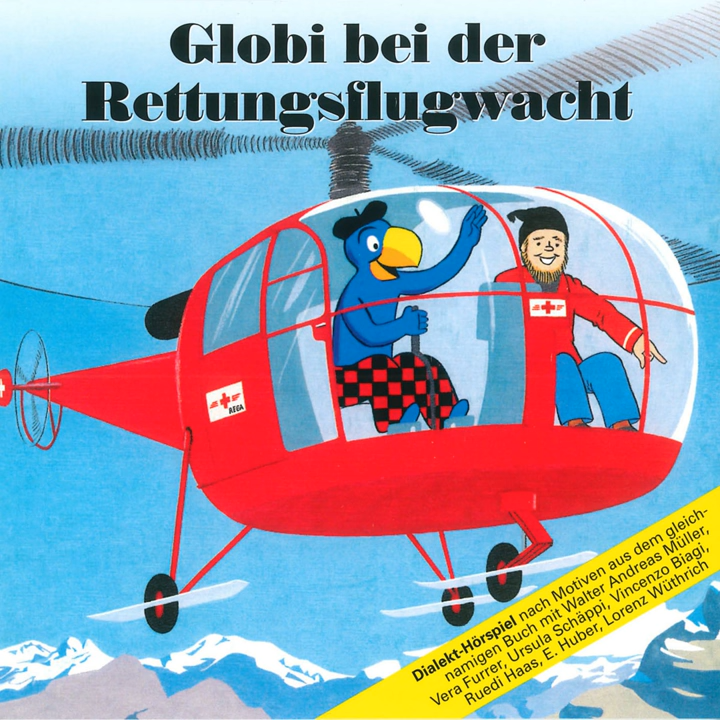 Globi bei der
Rettungsflugwacht
REGA
Dialekt-Hörspiel nach Motiven aus dem gleich-
namigen Buch mit Walter Andreas Müller,
Vera Furrer, Ursula Schäppi, Vincenzo Biagi,
Ruedi Haas, E. Huber, Lorenz Wüthrich